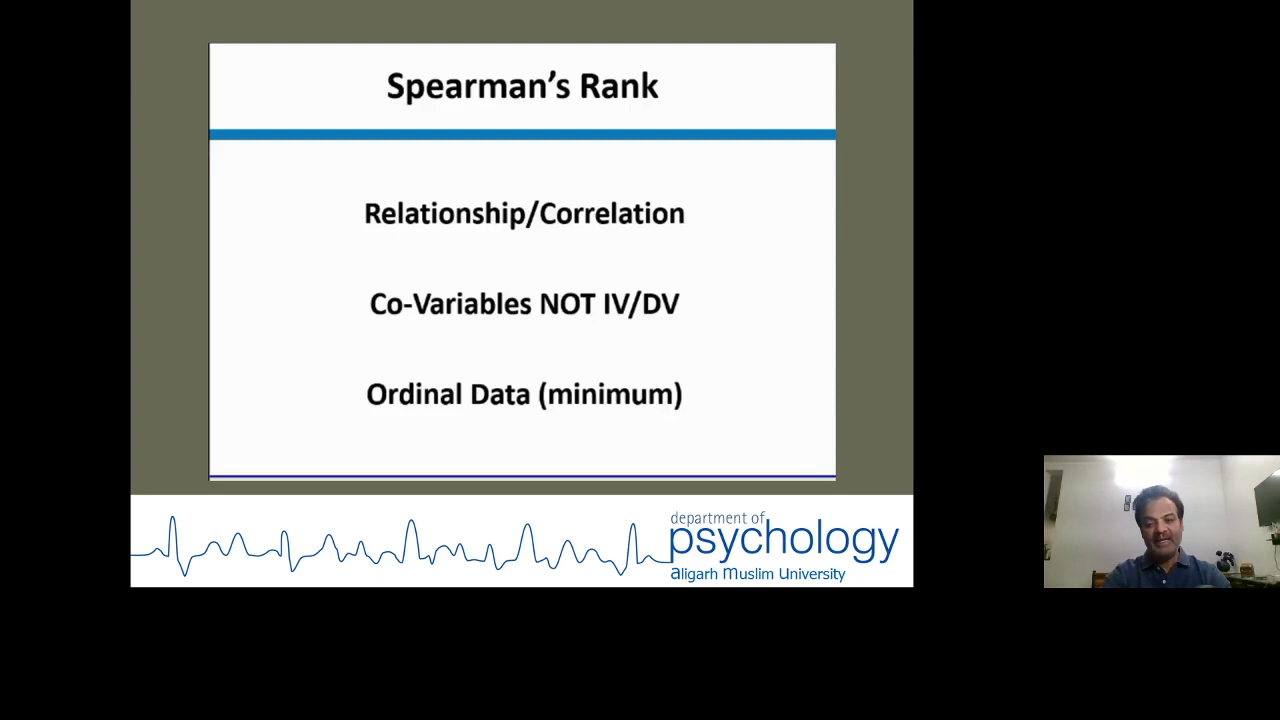 Spearman's Rank
Relationship/Correlation
Co-Variables NOT IV/DV
Ordinal Data (minimum)
department of
psychology
aligarh muslim university